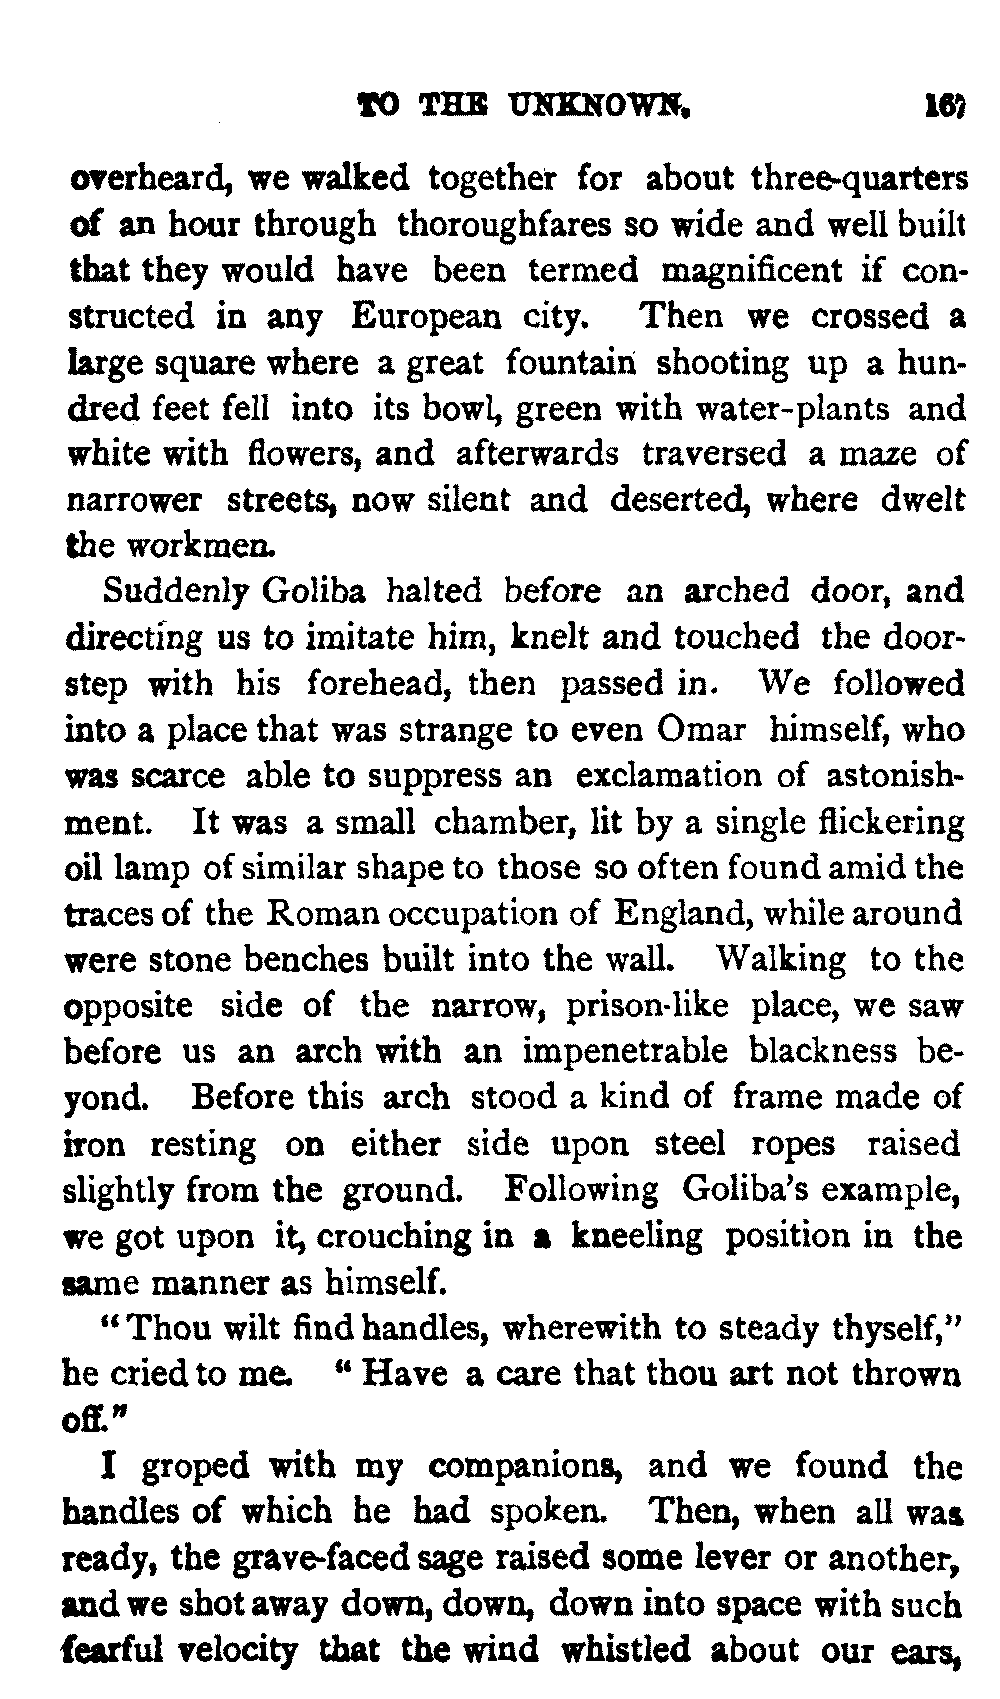 TO THE UNKNOWN. 167
overheard, we walked together for about three-quarters
of an hour through thoroughfares so wide and well built
that they would have been termed magnificent if con-
structed in any European city. Then we crossed a
large square where a great fountain shooting up a hun-
dred feet fell into its bowl, green with water-plants and
white with flowers, and afterwards traversed a maze of
narrower streets, now silent and deserted, where dwelt
the workmen.
Suddenly Goliba halted before an arched door, and
directing us to imitate him, knelt and touched the door-
step with his forehead, then passed in. We followed
into a place that was strange to even Omar himself, who
was scarce able to suppress an exclamation of astonish-
ment. It was a small chamber, lit by a single flickering
oil lamp of similar shape to those so often found amid the
traces of the Roman occupation of England, while around
were stone benches built into the wall. Walking to the
opposite side of the narrow, prison-like place, we saw
before us an arch with an impenetrable blackness be-
yond. Before this arch stood a kind of frame made of
iron resting on either side upon steel ropes raised
slightly from the ground. Following Goliba's example,
we got upon it, crouching in a kneeling position in the
same manner as himself.
"Thou wilt find handles, wherewith to steady thyself,"
he cried to me. "Have a care that thou art not thrown
off."
I groped with my companions, and we found the
handles of which he had spoken. Then, when all was
ready, the grave-faced sage raised some lever or another,
and we shot away down, down, down into space with such
fearful velocity that the wind whistled about our ears,